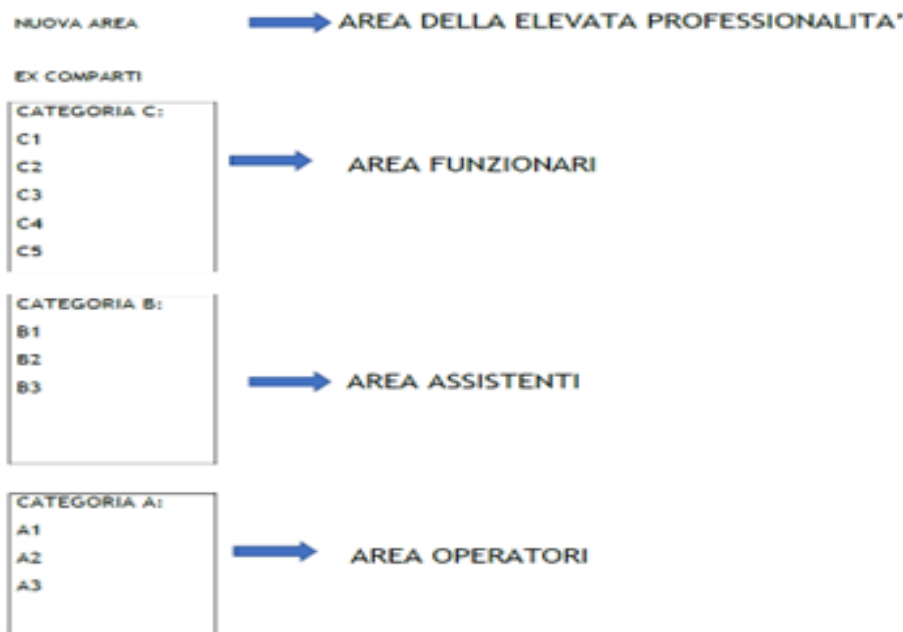 NUOVA AREA
AREA DELLA ELEVATA PROFESSIONALITA'
EX COMPARTI
CATEGORIA C:
C1
C2
C3
C4
C5
AREA FUNZIONARI
CATEGORIA B:
B1
B2
B3
AREA ASSISTENTI
CATEGORIA A:
A1
A2
A3
AREA OPERATORI